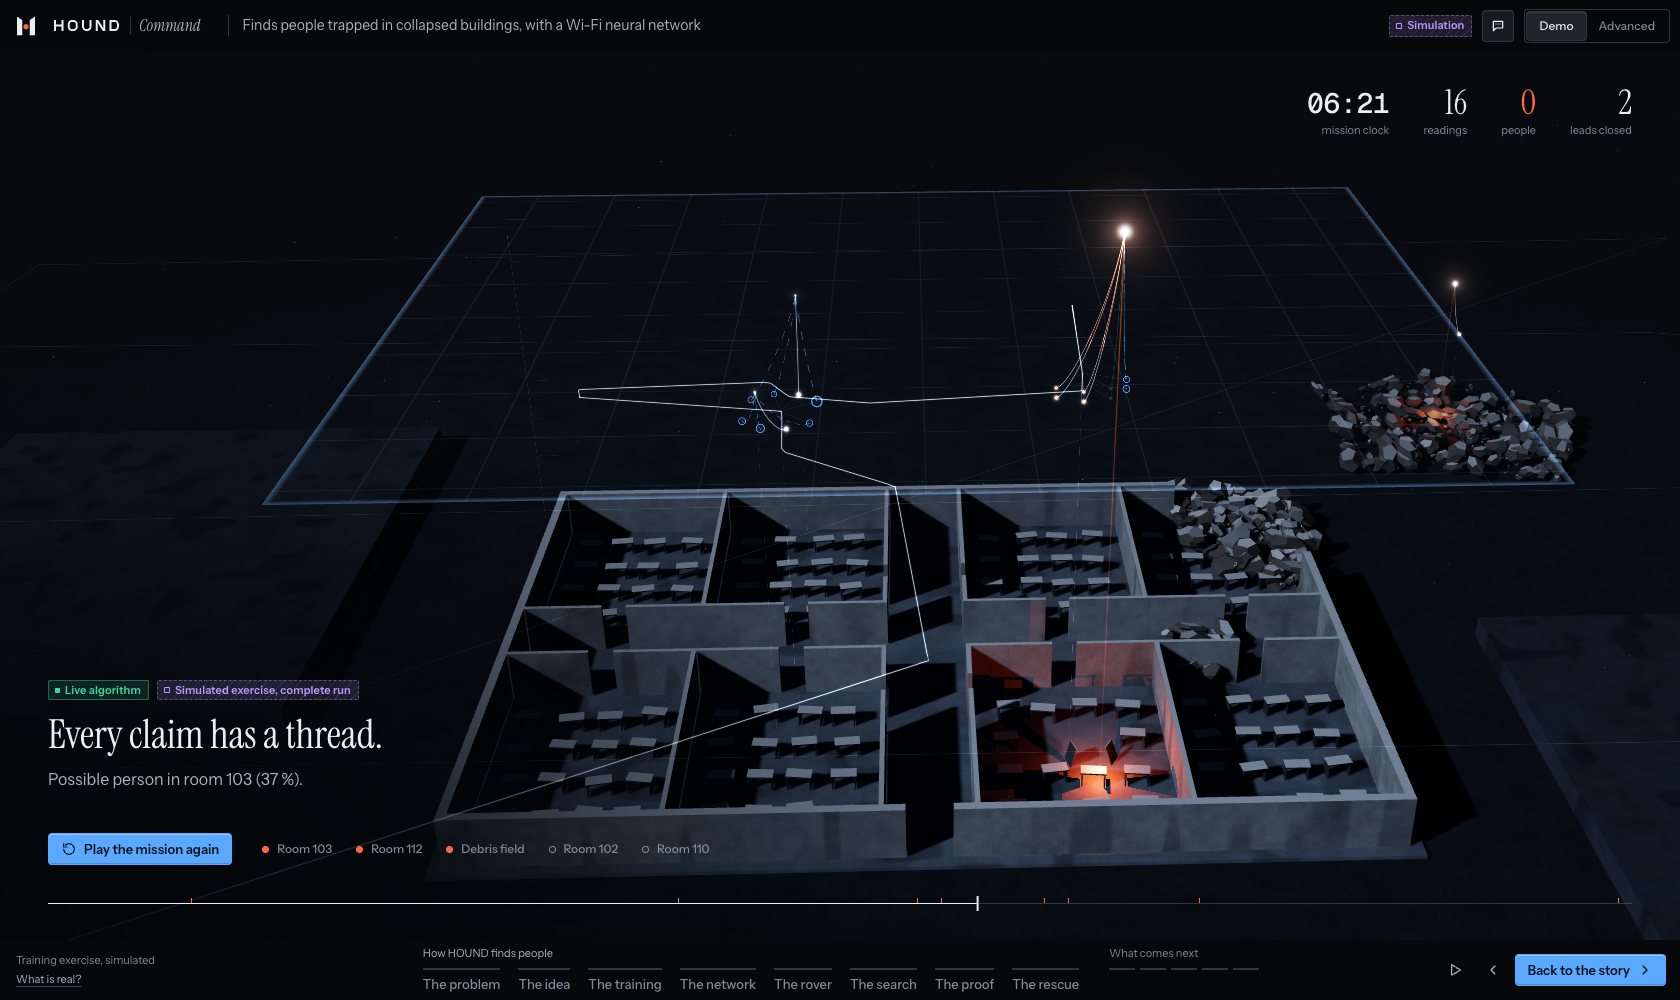 HOUND Command Finds people trapped in collapsed buildings, with a Wi-Fi neural network
Simulation Demo Advanced
06:21 16 0 2
mission clock readings people leads closed
Live algorithm Simulated exercise, complete run
Every claim has a thread.
Possible person in room 103 (37 %).
Play the mission again Room 103 Room 112 Debris field Room 102 Room 110
How HOUND finds people What comes next
Training exercise, simulated
What is real?
The problem The idea The training The network The rover The search The proof The rescue
Back to the story